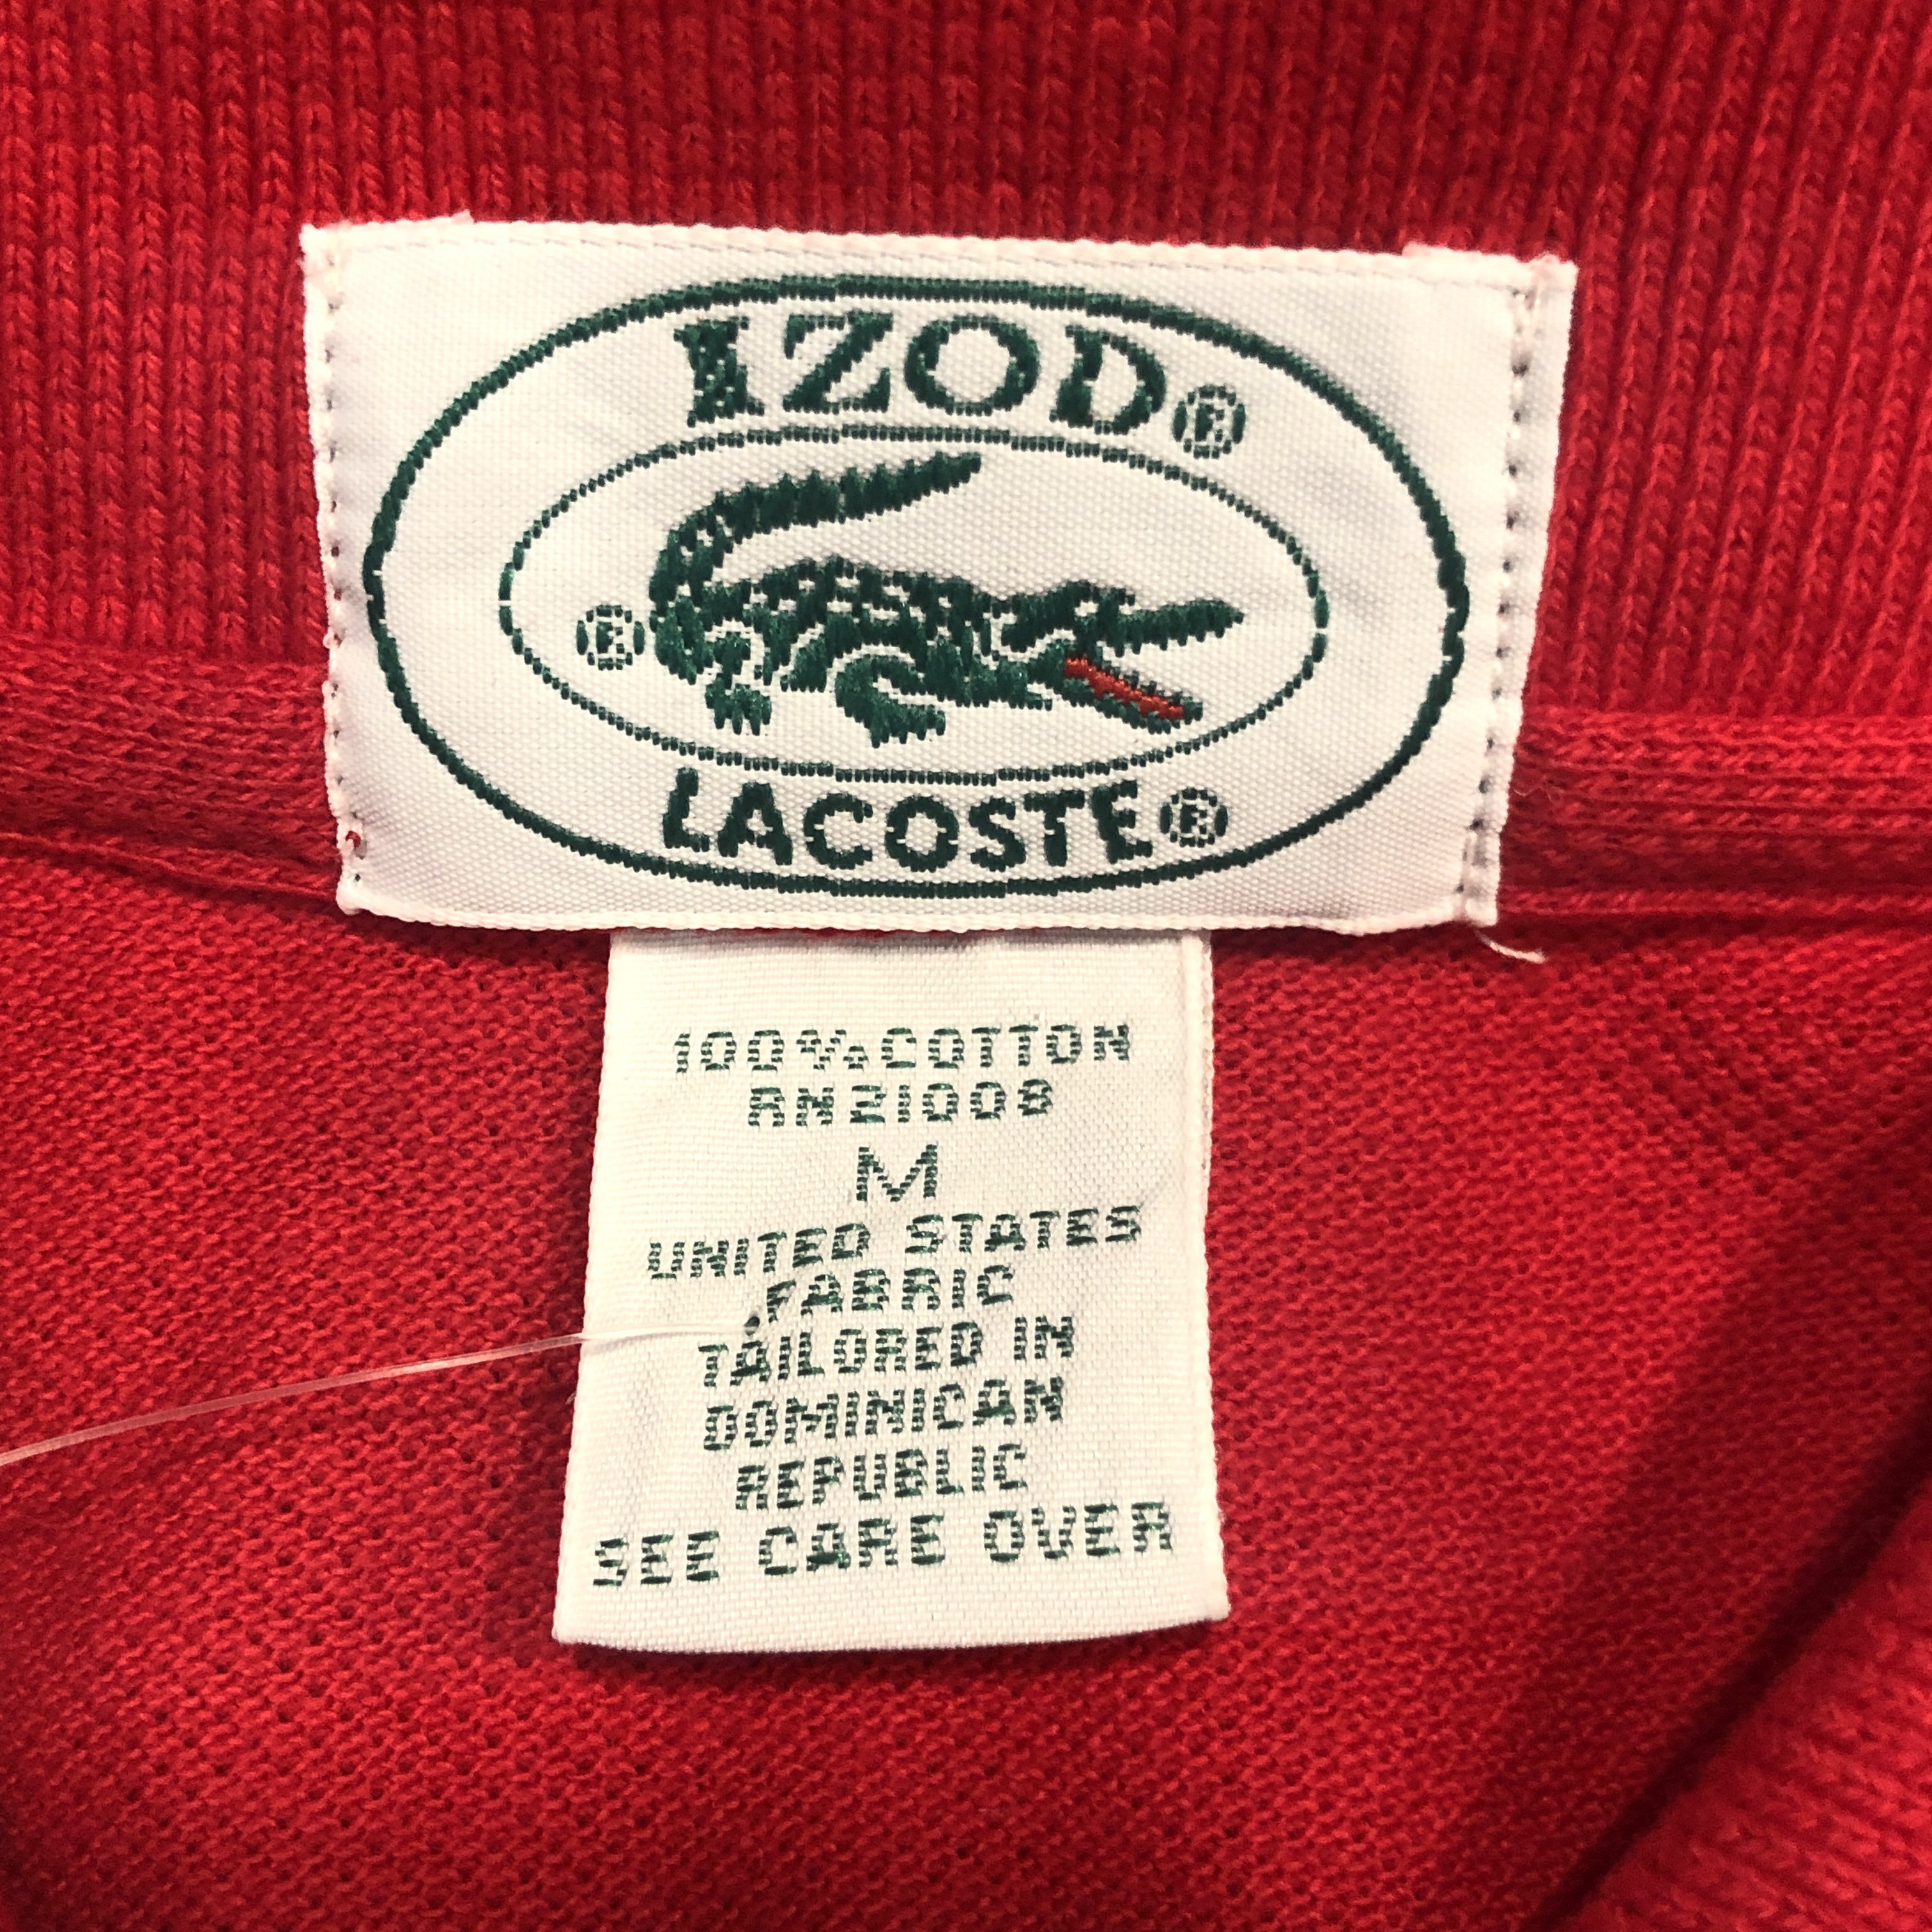 IZOD®
®
LACOSTE®
100% COTTON
RN21008
M
UNITED STATES
FABRIC
TAILORED IN
DOMINICAN
REPUBLIC
SEE CARE OVER